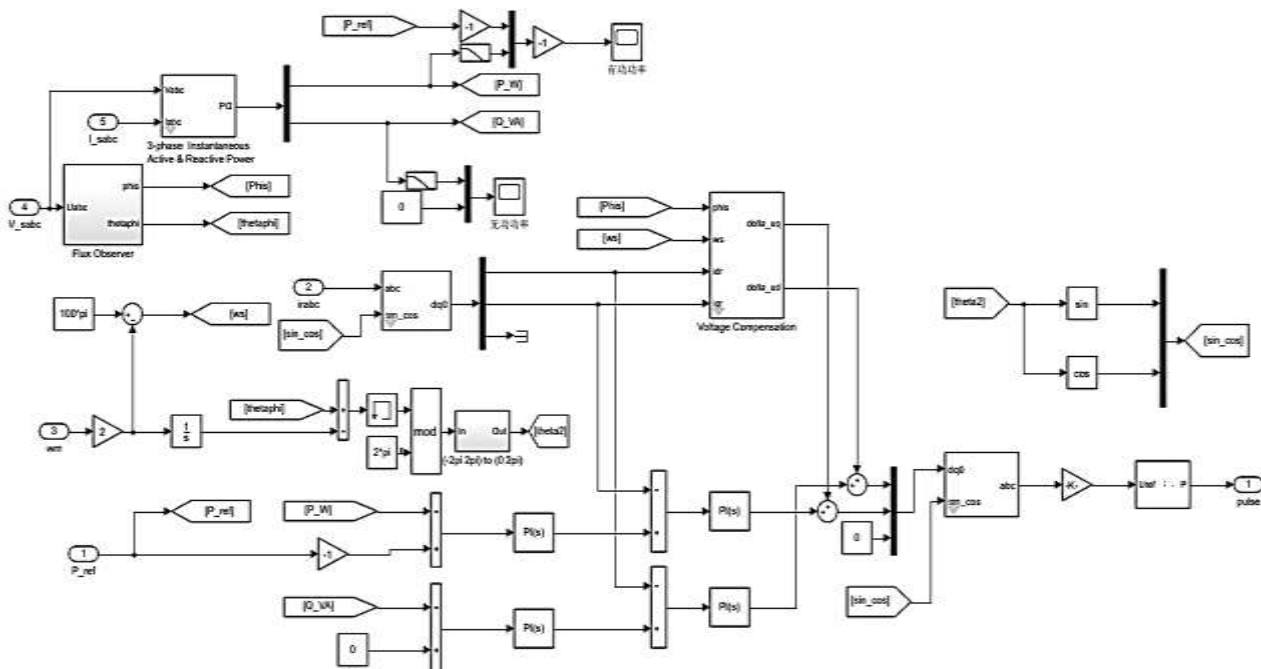 [P_ref]
-1
-1
有功功率
[P_W]
Vabc
PQ
Iabc
5
I_sabc
3-phase Instantaneous
Active & Reactive Power
[Q_VA]
phis
[Phis]
4
V_sabc
Uabc
thetaphi
[thetaphi]
Flux Observer
0
无功功率
[Phis]
phis
delta_uq
[ws]
ws
idr
delta_ud
Voltage Compensation
2
irabc
abc
dq0
sin_cos
[sin_cos]
100*pi
[ws]
[theta2]
sin
cos
[sin_cos]
3
2
1
s
[thetaphi]
2*pi
mod
In
Out
[theta2]
(-2pi 2pi) to (0 2pi)
dq0
abc
sin_cos
-K-
Uref
P
1
pulse
[P_ref]
[P_W]
1
P_ref
-1
PI(s)
PI(s)
0
[Q_VA]
0
PI(s)
PI(s)
[sin_cos]